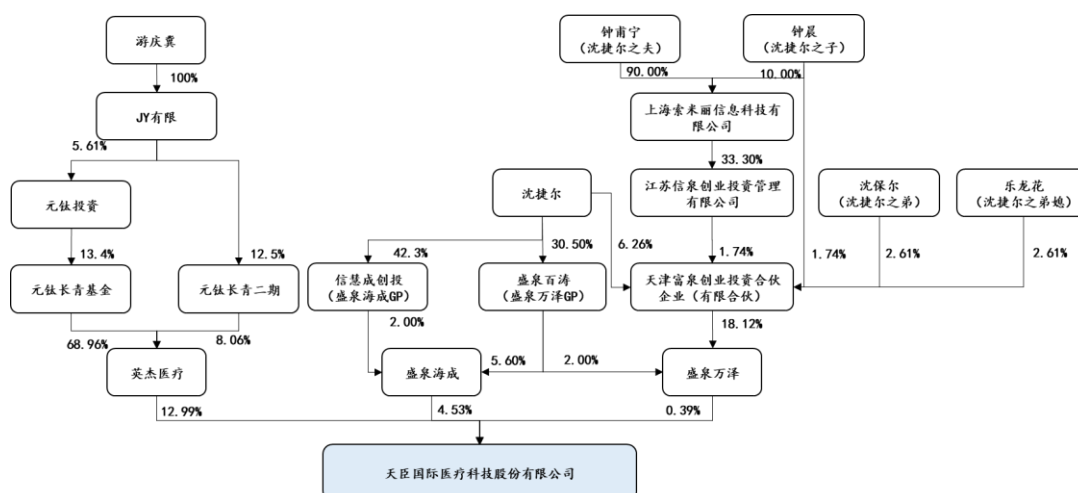 游庆冀
100%
JY有限
5.61%
元钛投资
13.4%
12.5%
元钛长青基金
元钛长青二期
68.96%
8.06%
英杰医疗
12.99%
钟甫宁
(沈捷尔之夫)
90.00%
钟晨
(沈捷尔之子)
10.00%
上海索米丽信息科技有
限公司
33.30%
江苏信泉创业投资管理
有限公司
沈捷尔
沈保尔
(沈捷尔之弟)
乐龙花
(沈捷尔之弟媳)
42.3%
30.50%
6.26%
1.74%
1.74%
2.61%
2.61%
信慧成创投
(盛泉海成GP)
盛泉百涛
(盛泉万泽GP)
天津富泉创业投资合伙
企业(有限合伙)
2.00%
18.12%
5.60%
2.00%
盛泉海成
盛泉万泽
4.53%
0.39%
天臣国际医疗科技股份有限公司